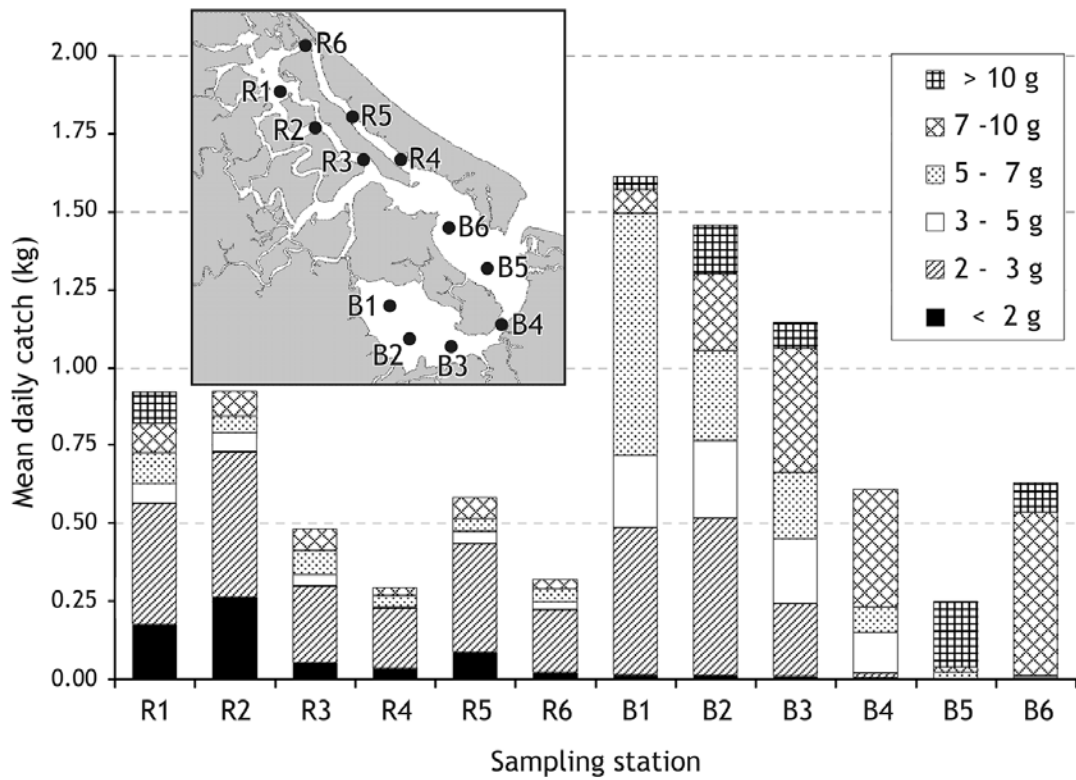 Mean daily catch (kg)
2.00
1.75
1.50
1.25
1.00
0.75
0.50
0.25
0.00
R6
R1
R5
R2
R3
R4
B6
B5
B1
B4
B2
B3
> 10 g
7 -10 g
5 - 7 g
3 - 5 g
2 - 3 g
< 2 g
R1 R2 R3 R4 R5 R6 B1 B2 B3 B4 B5 B6
Sampling station